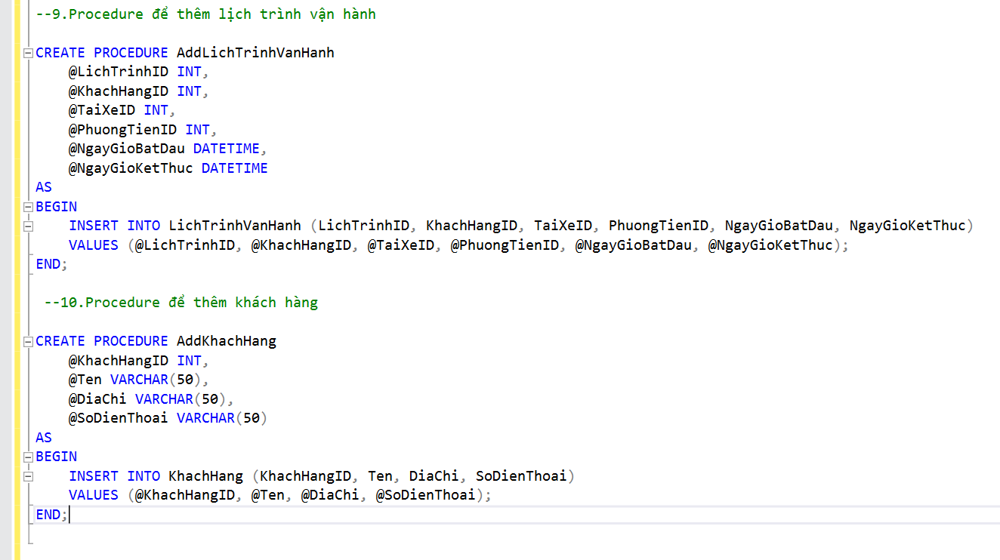 --9.Procedure để thêm lịch trình vận hành
CREATE PROCEDURE AddLichTrinhVanHanh
@LichTrinhID INT,
@KhachHangID INT,
@TaiXeID INT,
@PhuongTienID INT,
@NgayGioBatDau DATETIME,
@NgayGioKetThuc DATETIME
AS
BEGIN
INSERT INTO LichTrinhVanHanh (LichTrinhID, KhachHangID, TaiXeID, PhuongTienID, NgayGioBatDau, NgayGioKetThuc)
VALUES (@LichTrinhID, @KhachHangID, @TaiXeID, @PhuongTienID, @NgayGioBatDau, @NgayGioKetThuc);
END;
--10.Procedure để thêm khách hàng
CREATE PROCEDURE AddKhachHang
@KhachHangID INT,
@Ten VARCHAR(50),
@DiaChi VARCHAR(50),
@SoDienThoai VARCHAR(50)
AS
BEGIN
INSERT INTO KhachHang (KhachHangID, Ten, DiaChi, SoDienThoai)
VALUES (@KhachHangID, @Ten, @DiaChi, @SoDienThoai);
END;